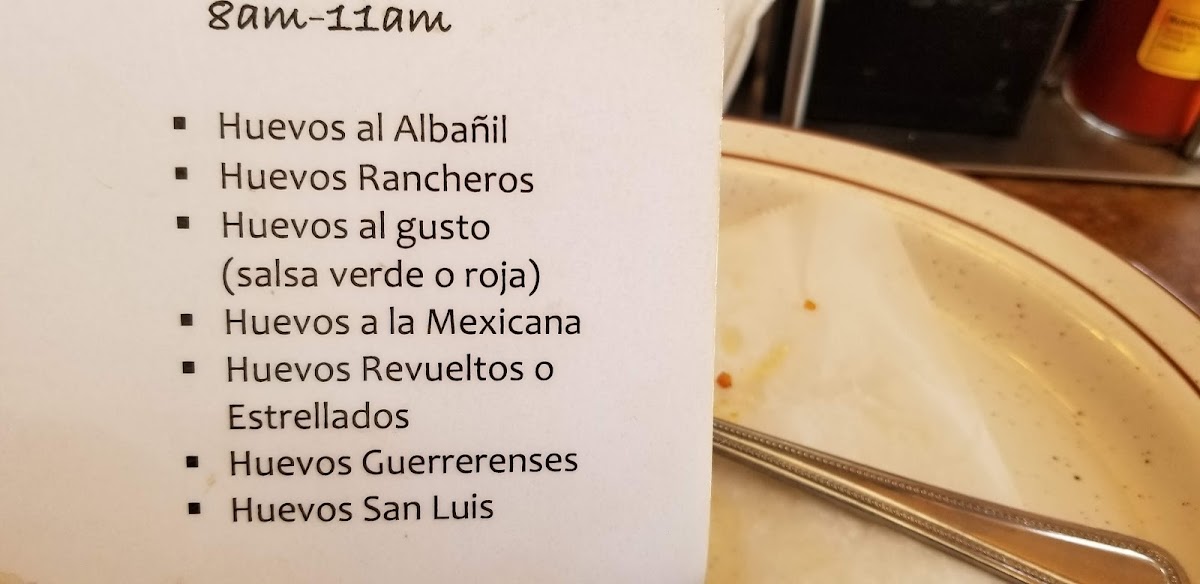 8am-11am
▪ Huevos al Albañil
▪ Huevos Rancheros
▪ Huevos al gusto
(salsa verde o roja)
▪ Huevos a la Mexicana
▪ Huevos Revueltos o
Estrellados
▪ Huevos Guerrerenses
▪ Huevos San Luis